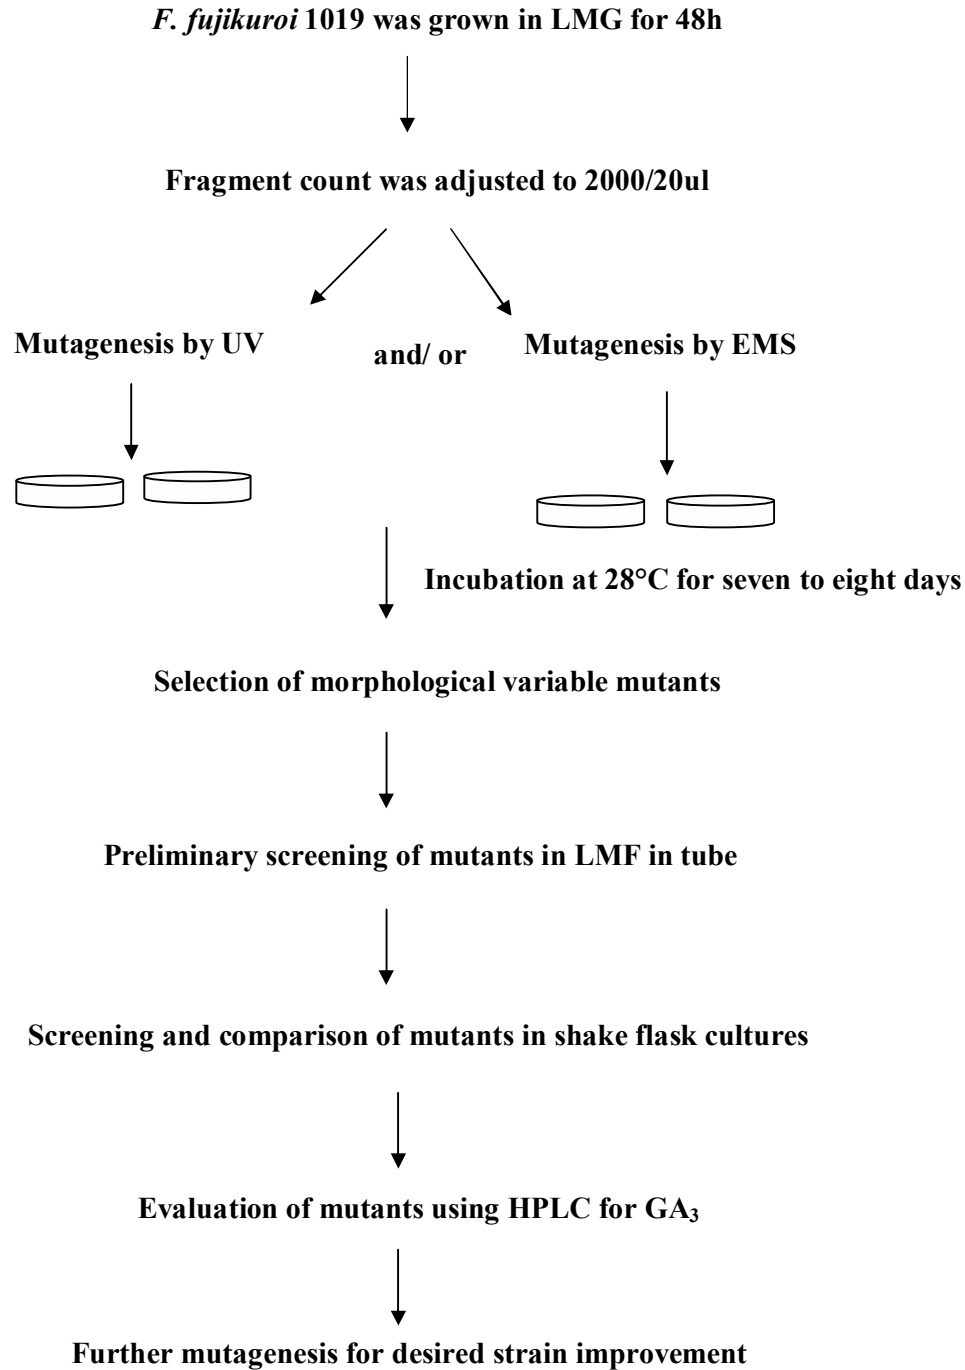 F. fujikuroi 1019 was grown in LMG for 48h
Fragment count was adjusted to 2000/20ul
Mutagenesis by UV
and/ or
Mutagenesis by EMS
Incubation at 28°C for seven to eight days
Selection of morphological variable mutants
Preliminary screening of mutants in LMF in tube
Screening and comparison of mutants in shake flask cultures
Evaluation of mutants using HPLC for GA₃
Further mutagenesis for desired strain improvement